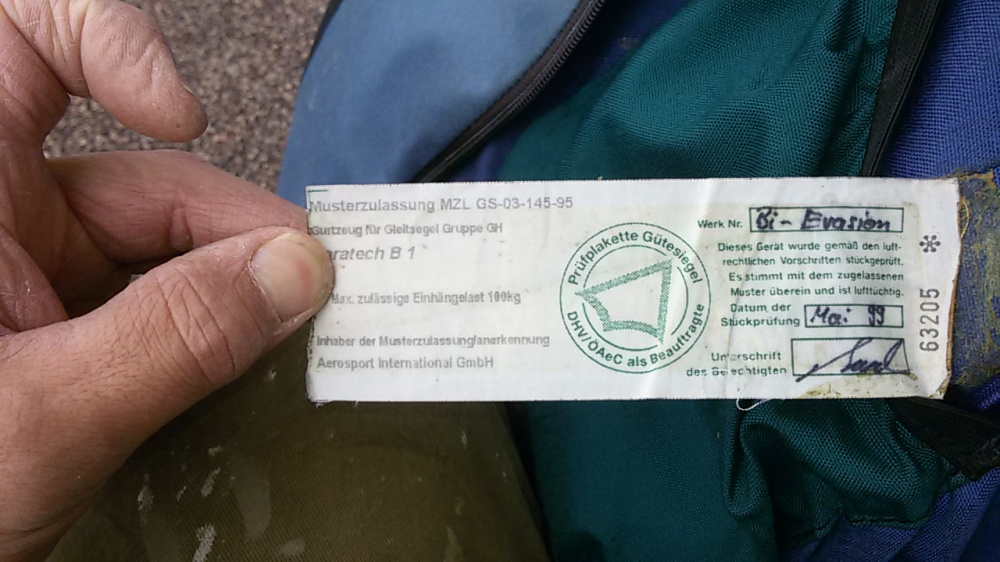 Musterzulassung MZL GS-03-145-95
Gurtzeug für Gleitsegel Gruppe GH
B 1
Max. zulässige Einhängelast 100kg
Inhaber der Musterzulassung/anerkennung
Aerosport International GmbH
Prüfplakette Gütesiegel
DHV/ÖAeC als Beauftragte
Werk Nr. Bi-Evasion
Dieses Gerät wurde gemäß den luft-
rechtlichen Vorschriften stückgeprüft.
Es stimmt mit dem zugelassenen
Muster überein und ist lufttüchtig.
Datum der
Stückprüfung Mai 99
Unterschrift
des Berechtigten
63205 *